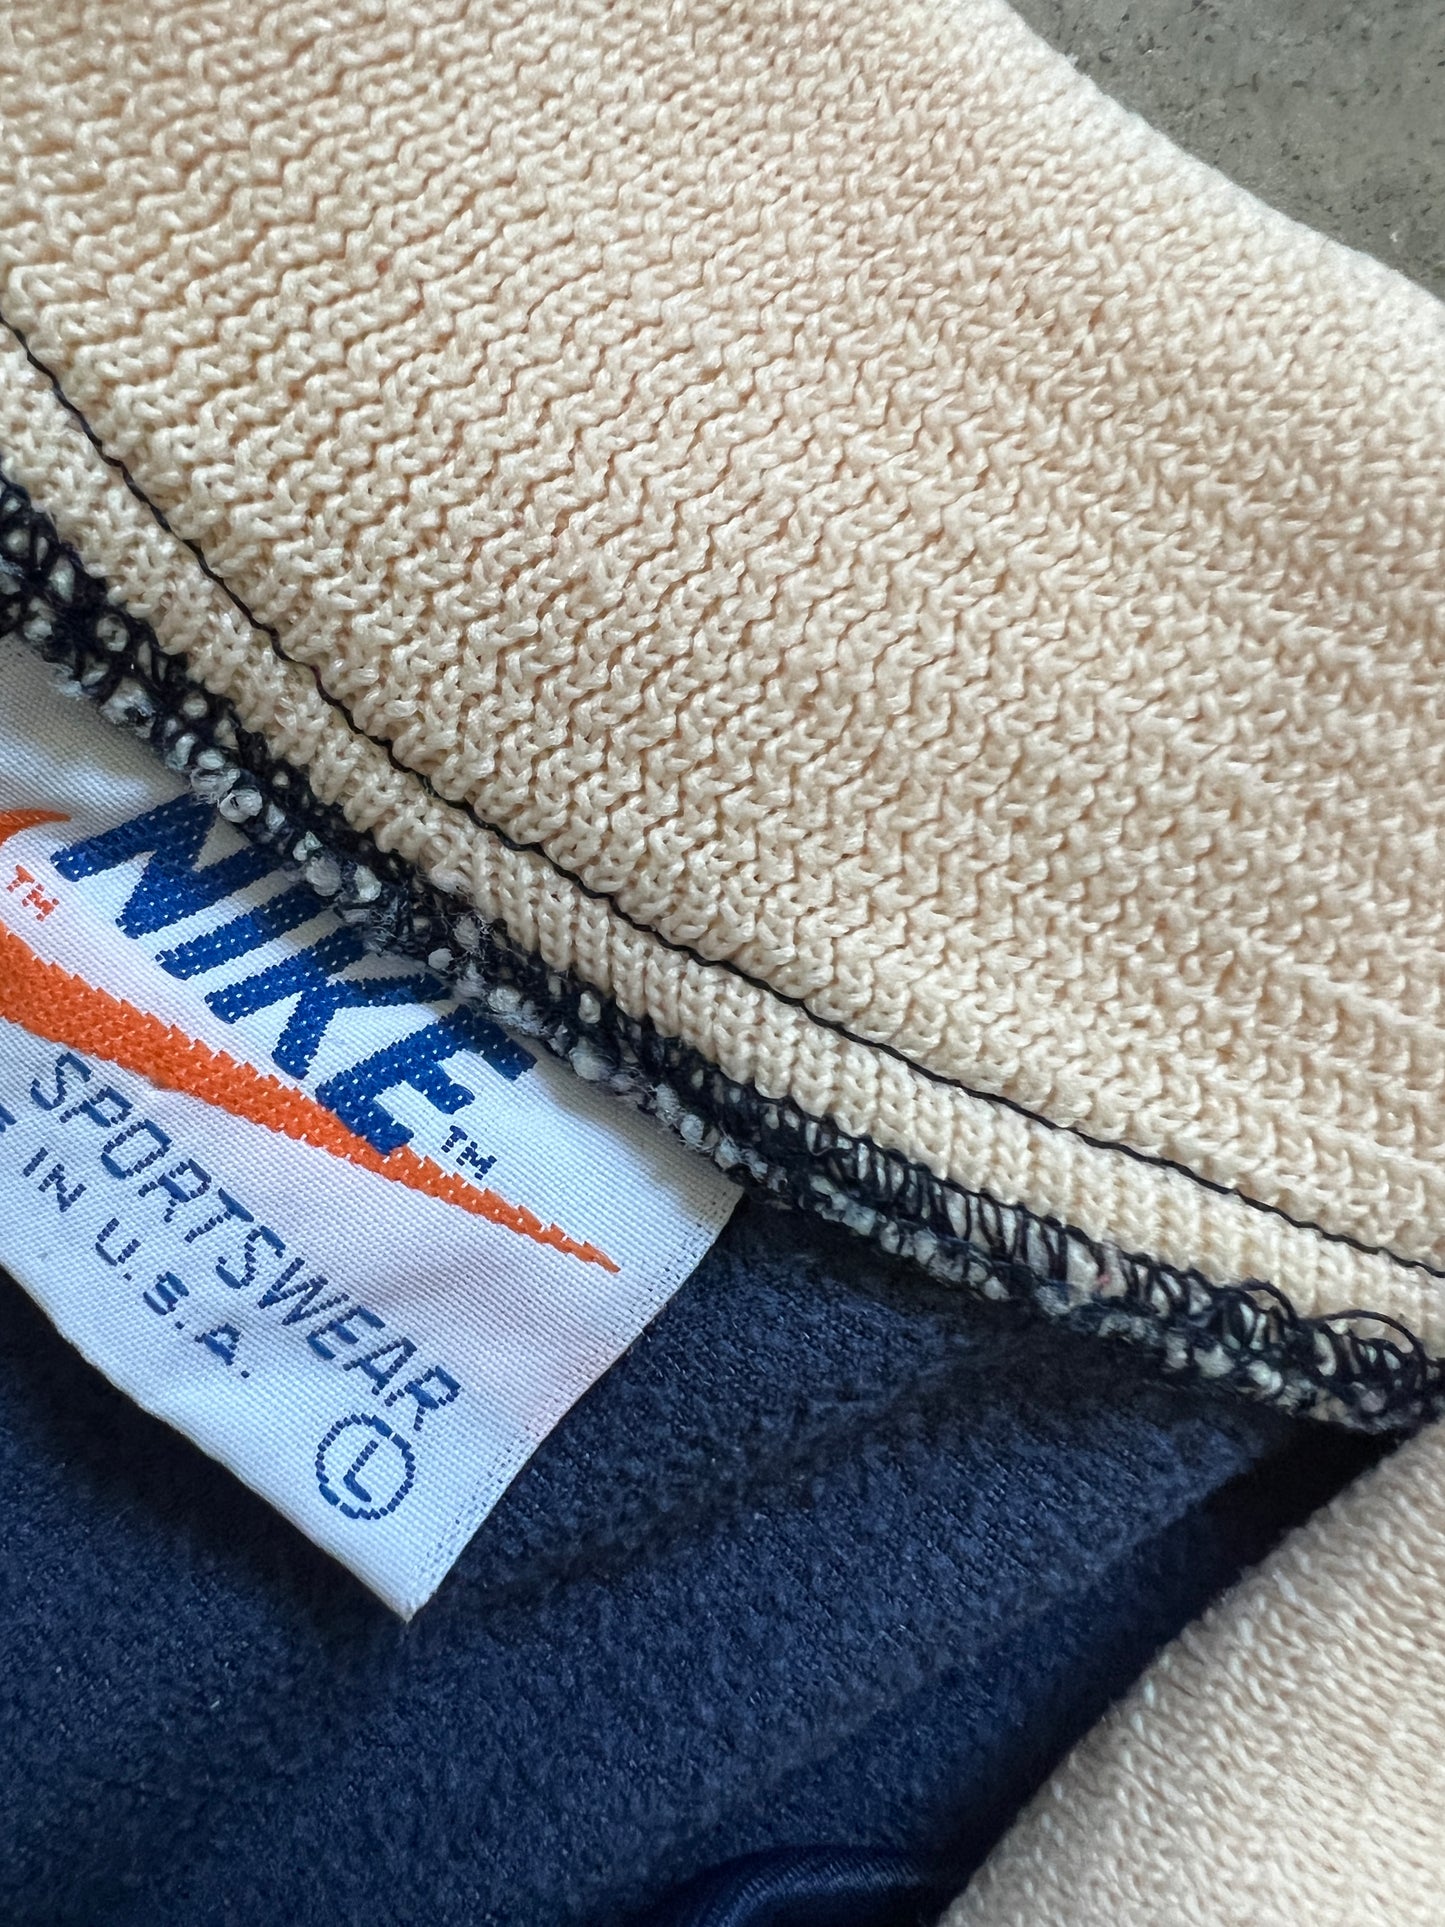 TM
NIKE TM
SPORTSWEAR
IN U.S.A.
L